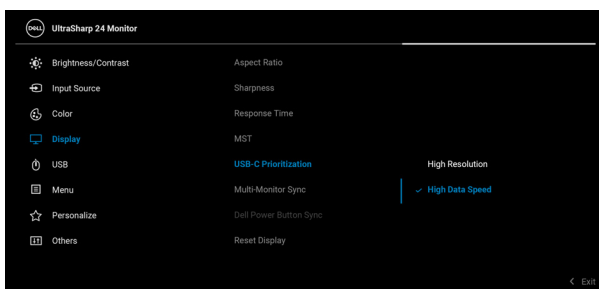 DELL UltraSharp 24 Monitor
Brightness/Contrast
Input Source
Color
Display
USB
Menu
Personalize
Others
Aspect Ratio
Sharpness
Response Time
MST
USB-C Prioritization
Multi-Monitor Sync
Dell Power Button Sync
Reset Display
High Resolution
High Data Speed
Exit